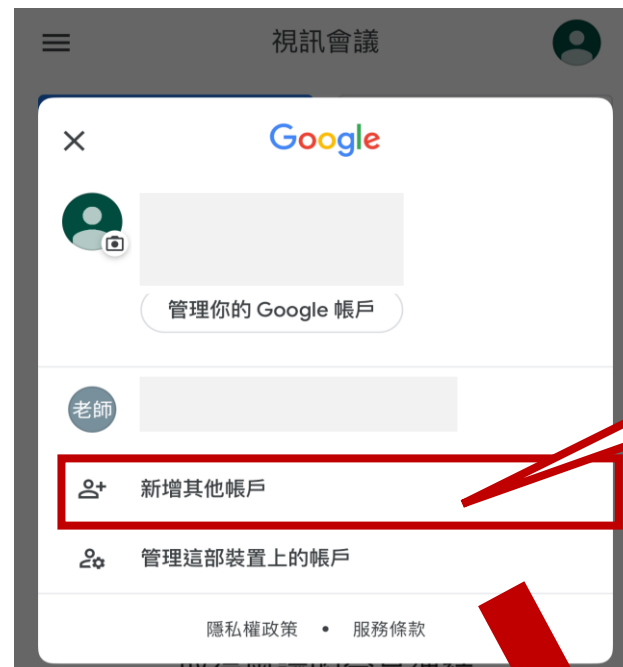 視訊會議
Google
管理你的 Google 帳戶
老師
新增其他帳戶
管理這部裝置上的帳戶
隱私權政策 • 服務條款